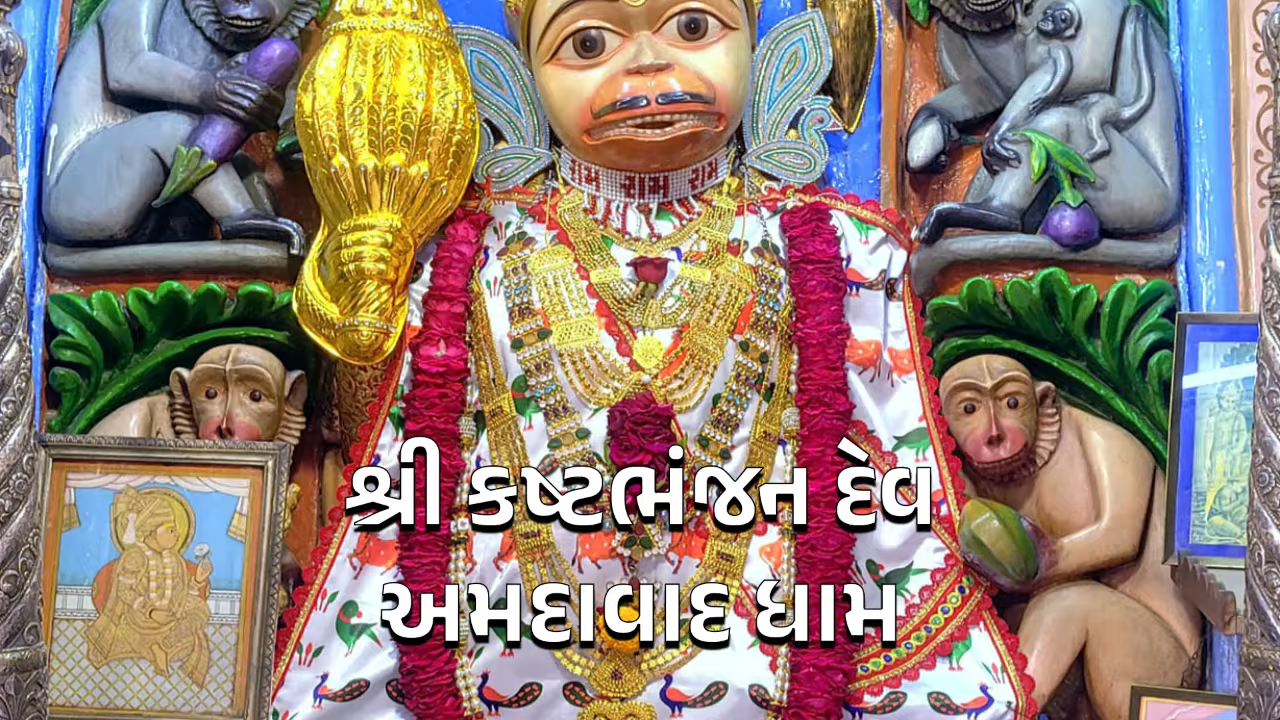 રામ રામ રામ
શ્રી કષ્ટભંજન દેવ
અમદાવાદ ધામ